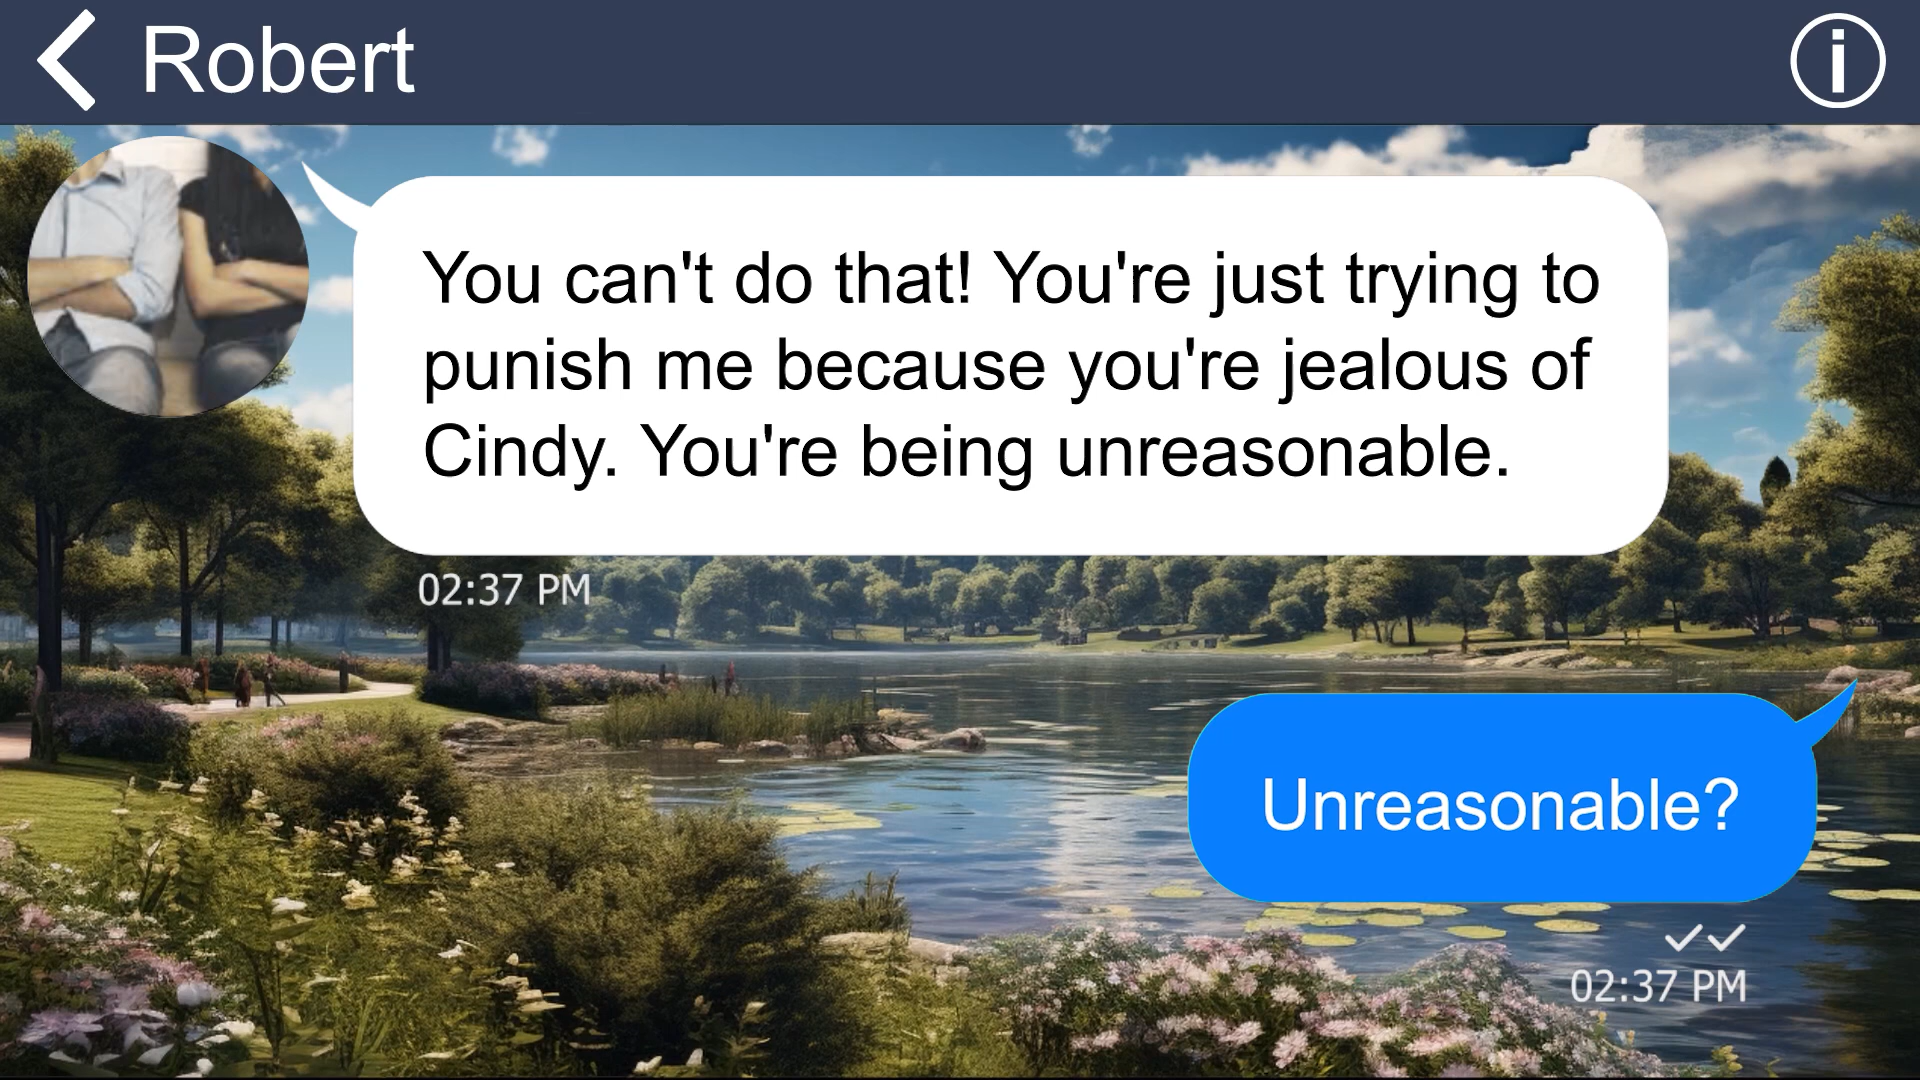 Robert
You can't do that! You're just trying to
punish me because you're jealous of
Cindy. You're being unreasonable.
02:37 PM
Unreasonable?
02:37 PM